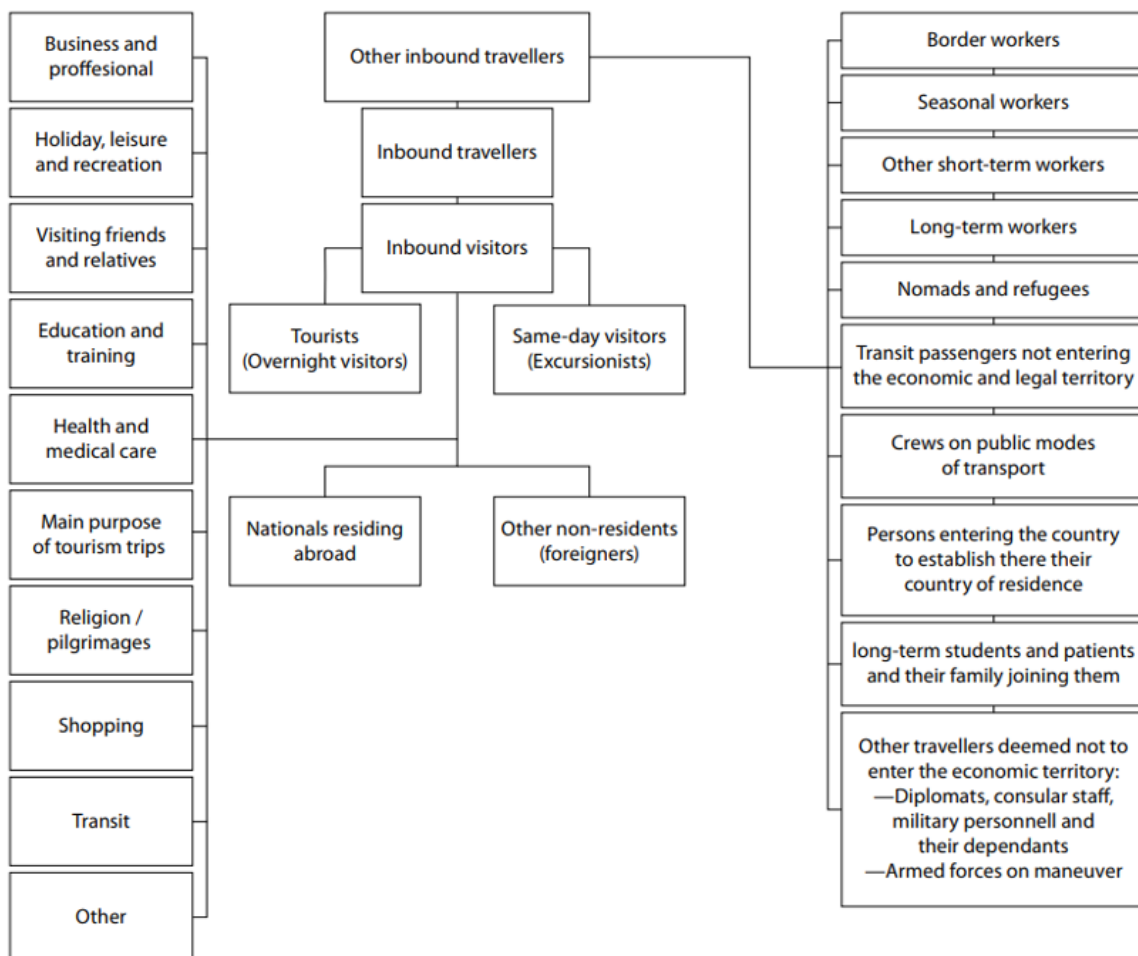 Business and
proffesional
Holiday, leisure
and recreation
Visiting friends
and relatives
Education and
training
Health and
medical care
Main purpose
of tourism trips
Religion /
pilgrimages
Shopping
Transit
Other
Other inbound travellers
Inbound travellers
Inbound visitors
Tourists
(Overnight visitors)
Same-day visitors
(Excursionists)
Nationals residing
abroad
Other non-residents
(foreigners)
Border workers
Seasonal workers
Other short-term workers
Long-term workers
Nomads and refugees
Transit passengers not entering
the economic and legal territory
Crews on public modes
of transport
Persons entering the country
to establish there their
country of residence
long-term students and patients
and their family joining them
Other travellers deemed not to
enter the economic territory:
—Diplomats, consular staff,
military personnell and
their dependants
—Armed forces on maneuver